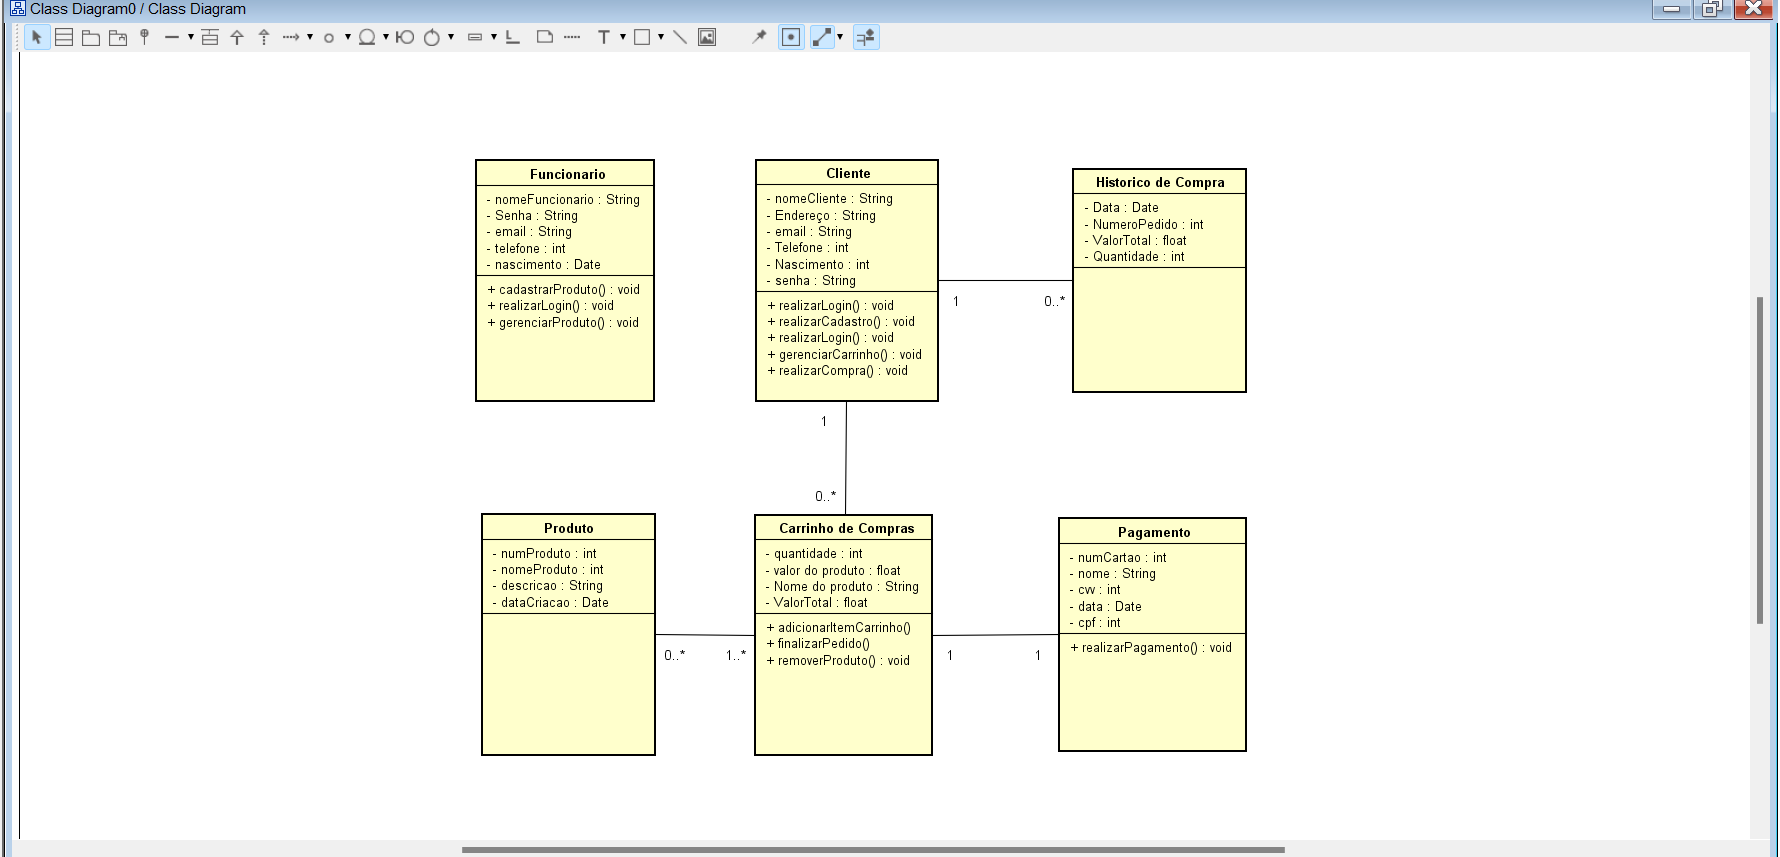 Class Diagram0 / Class Diagram
Funcionario
- nomeFuncionario : String
- Senha : String
- email : String
- telefone : int
- nascimento : Date
+ cadastrarProduto() : void
+ realizarLogin() : void
+ gerenciarProduto() : void
Cliente
- nomeCliente : String
- Endereço : String
- email : String
- Telefone : int
- Nascimento : int
- senha : String
+ realizarLogin() : void
+ realizarCadastro() : void
+ realizarLogin() : void
+ gerenciarCarrinho() : void
+ realizarCompra() : void
Historico de Compra
- Data : Date
- NumeroPedido : int
- ValorTotal : float
- Quantidade : int
1
0..*
1
0..*
Produto
- numProduto : int
- nomeProduto : int
- descricao : String
- dataCriacao : Date
0..*
1..*
Carrinho de Compras
- quantidade : int
- valor do produto : float
- Nome do produto : String
- ValorTotal : float
+ adicionarItemCarrinho()
+ finalizarPedido()
+ removerProduto() : void
1
1
Pagamento
- numCartao : int
- nome : String
- cvv : int
- data : Date
- cpf : int
+ realizarPagamento() : void